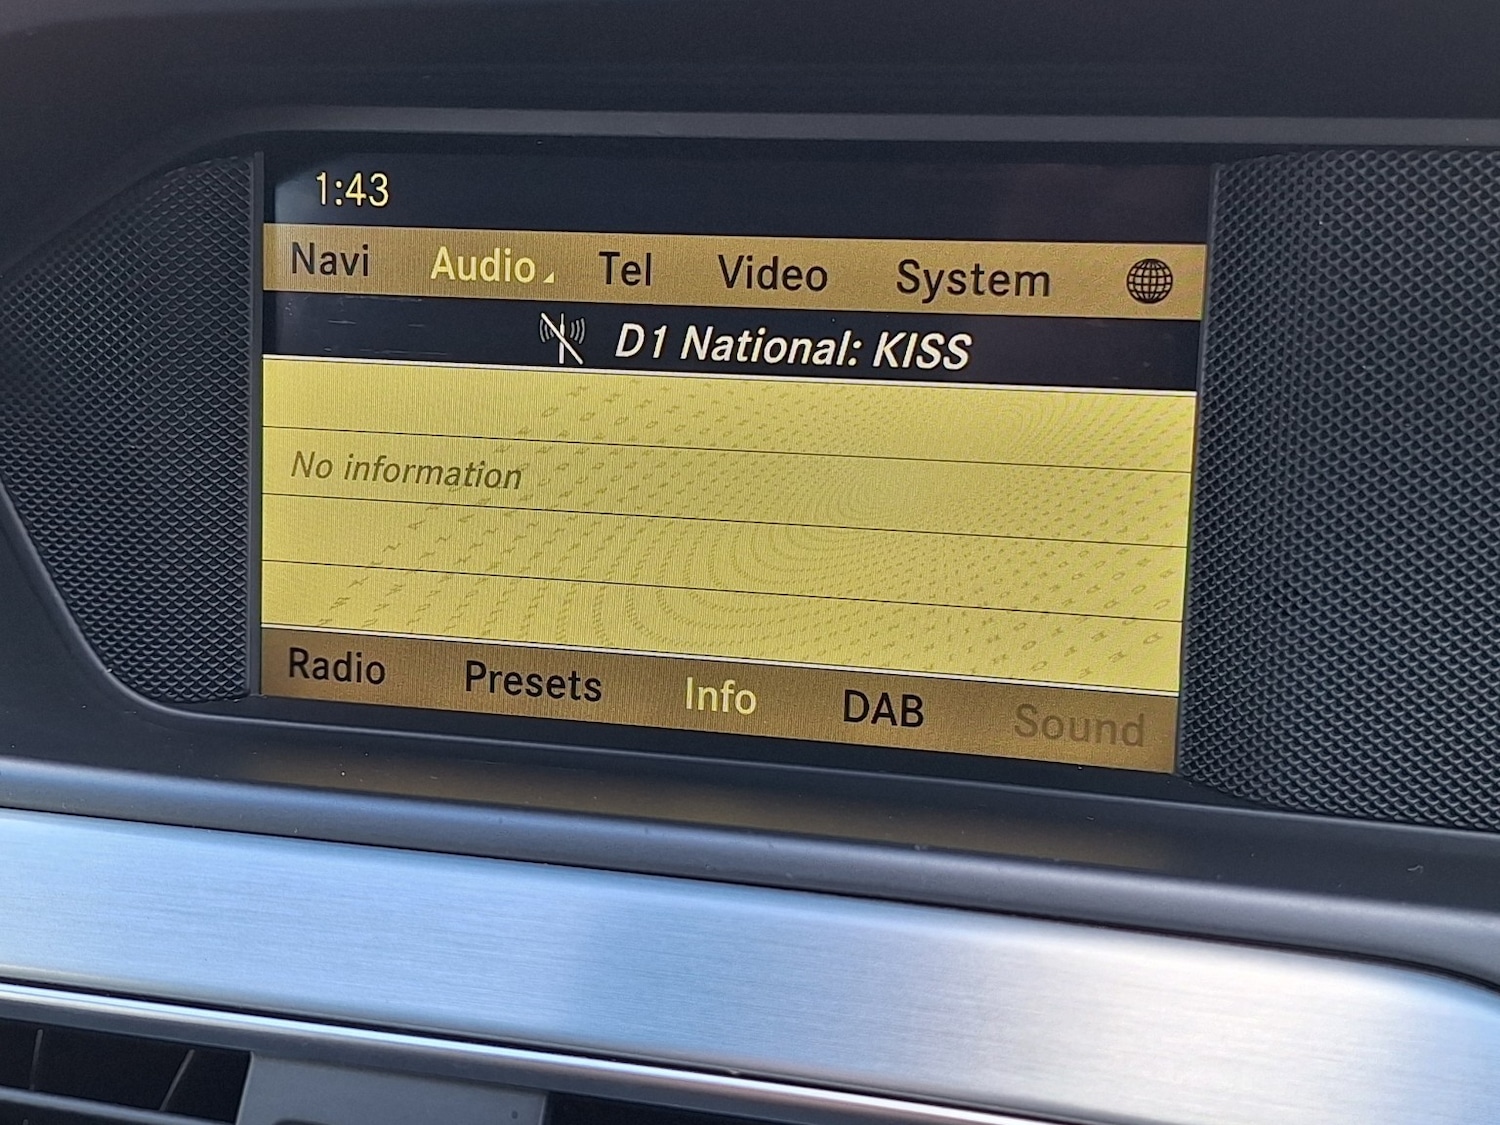 1:43
Navi Audio Tel Video System
D1 National: KISS
No information
Radio Presets Info DAB Sound